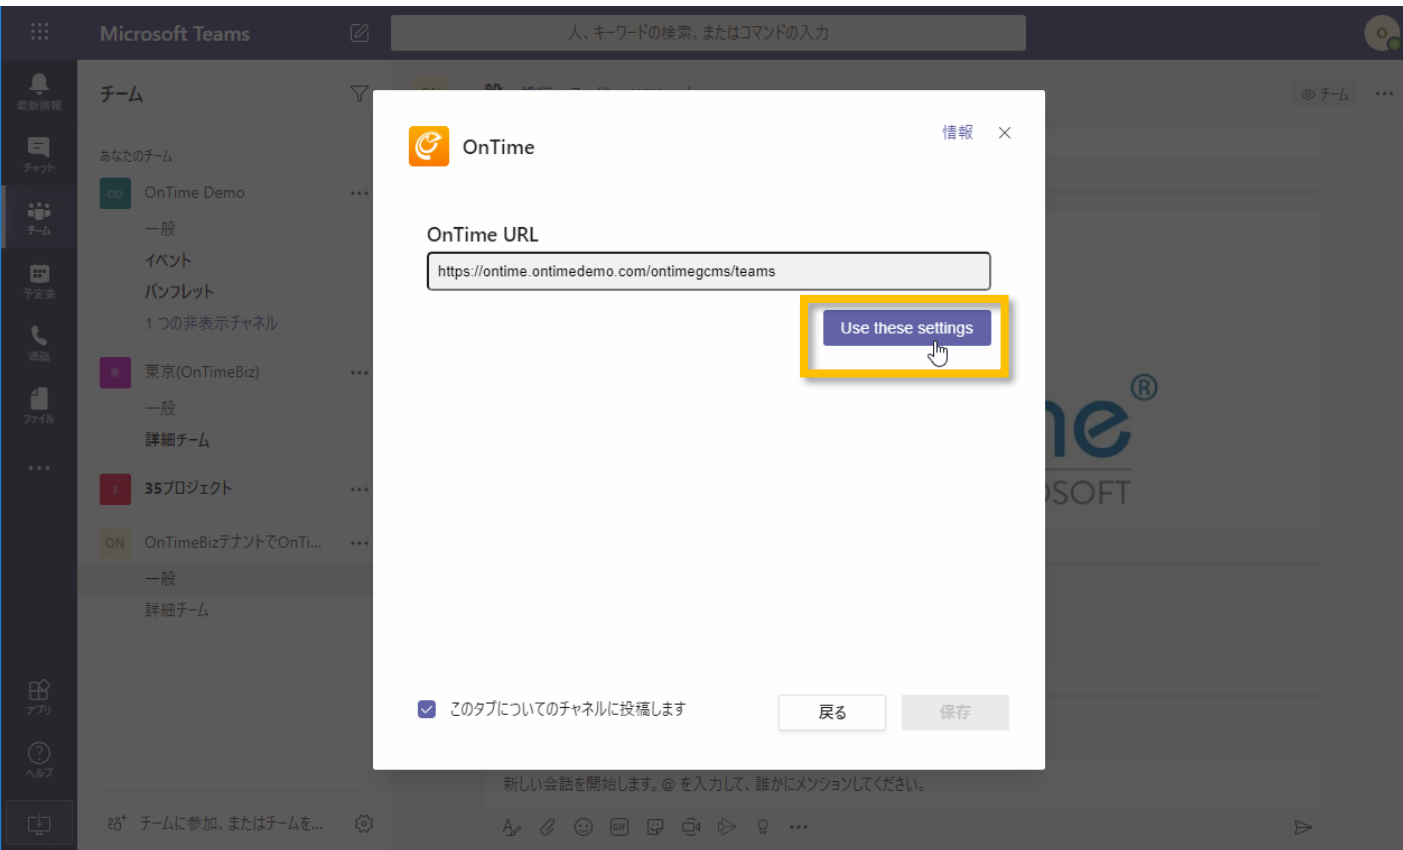 Microsoft Teams
人、キーワードの検索、またはコマンドの入力
O
最新情報
チャット
チーム
予定表
通話
ファイル
アプリ
ヘルプ
チーム
あなたのチーム
OD OnTime Demo
一般
イベント
パンフレット
1 つの非表示チャネル
東 東京(OnTimeBiz)
一般
詳細チーム
3 35プロジェクト
ON OnTimeBizテナントでOnTi...
一般
詳細チーム
チームに参加、またはチームを...
チーム
OnTime
情報
OnTime URL
https://ontime.ontimedemo.com/ontimegcms/teams
Use these settings
このタブについてのチャネルに投稿します
戻る
保存
me®
OSOFT
新しい会話を開始します。@ を入力して、誰かにメンションしてください。
GIF